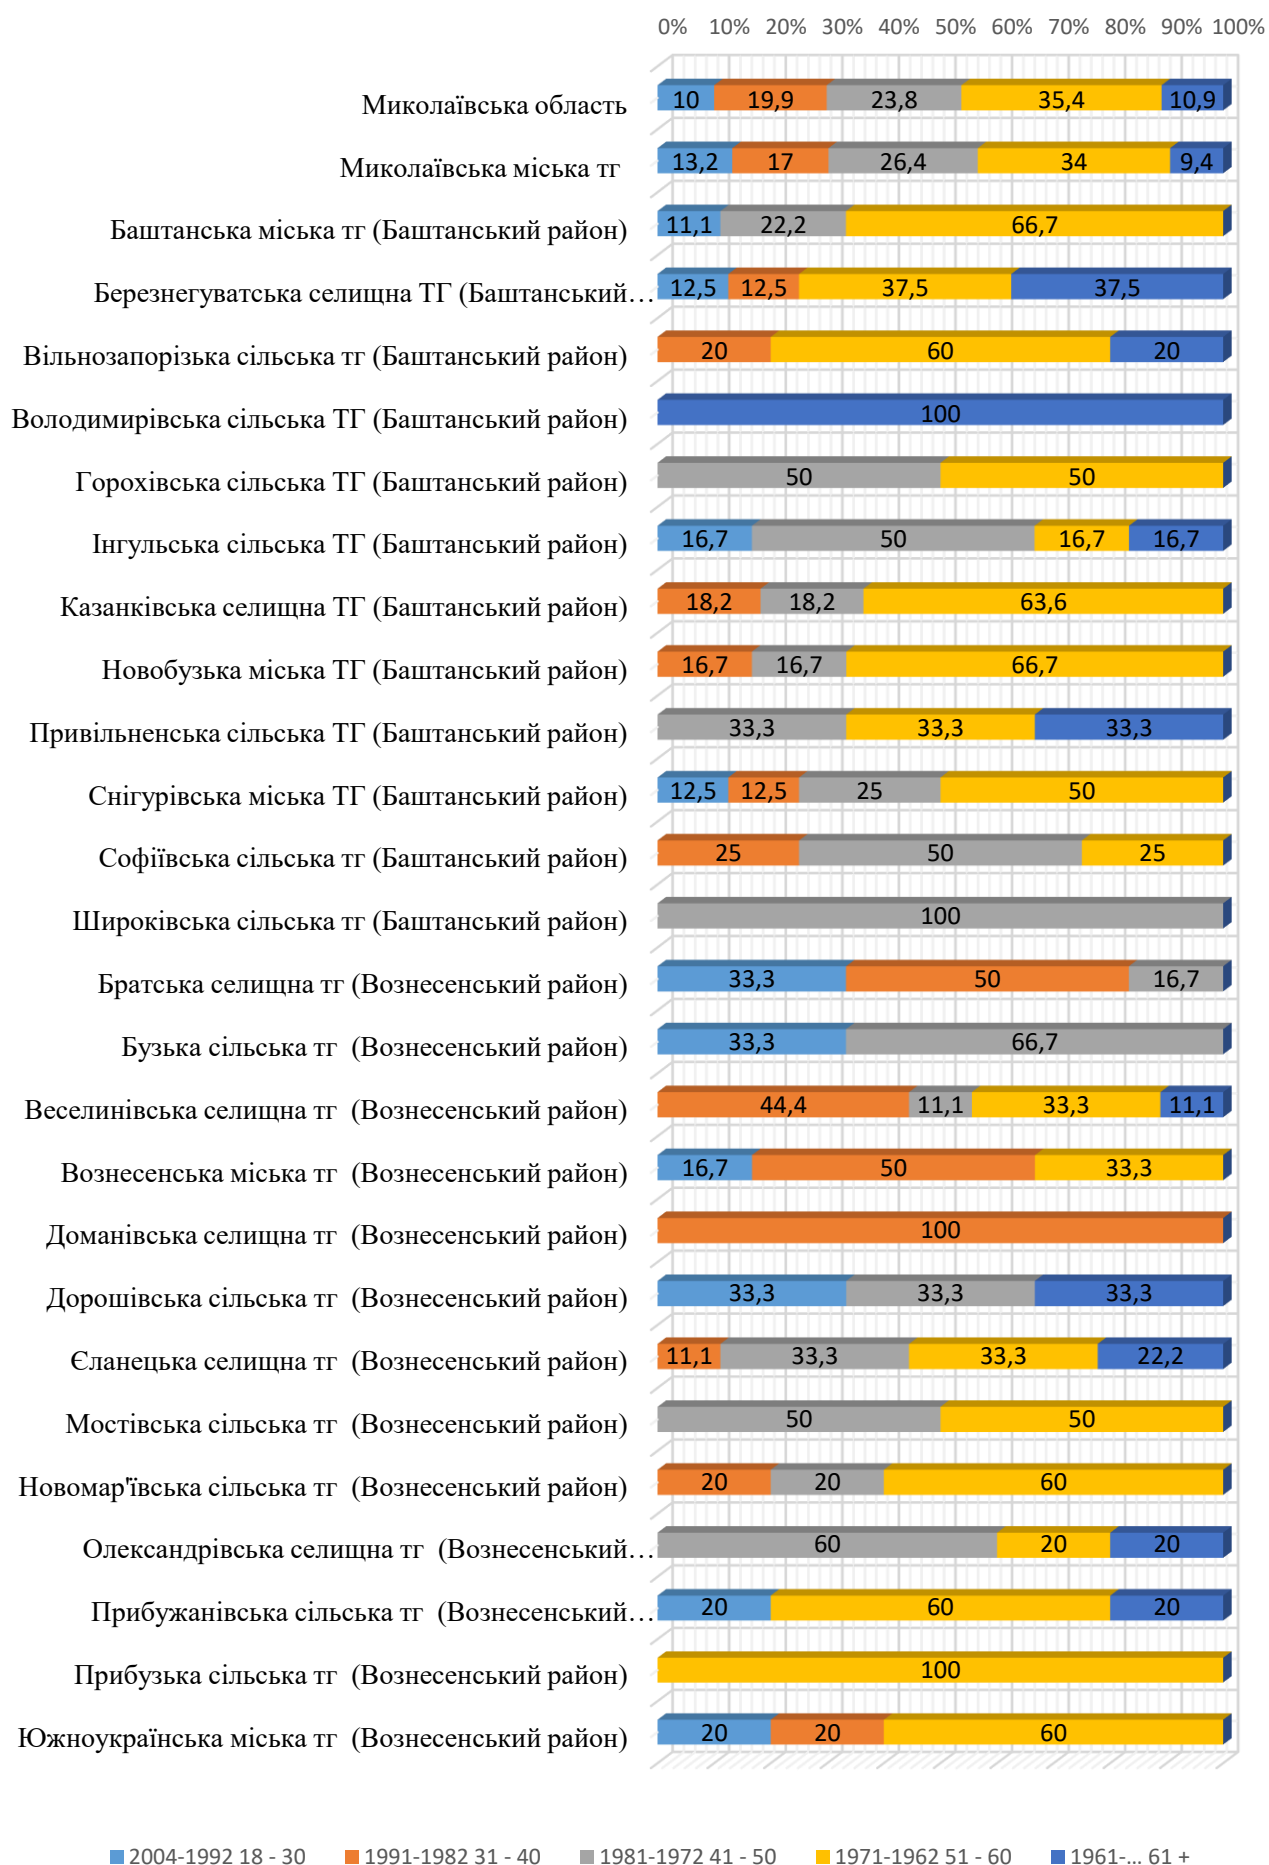 0% 10% 20% 30% 40% 50% 60% 70% 80% 90% 100%
Миколаївська область 10 19,9 23,8 35,4 10,9
Миколаївська міська тг 13,2 17 26,4 34 9,4
Баштанська міська тг (Баштанський район) 11,1 22,2 66,7
Березнегуватська селищна ТГ (Баштанський… 12,5 12,5 37,5 37,5
Вільнозапорізька сільська тг (Баштанський район) 20 60 20
Володимирівська сільська ТГ (Баштанський район) 100
Горохівська сільська ТГ (Баштанський район) 50 50
Інгульська сільська ТГ (Баштанський район) 16,7 50 16,7 16,7
Казанківська селищна ТГ (Баштанський район) 18,2 18,2 63,6
Новобузька міська ТГ (Баштанський район) 16,7 16,7 66,7
Привільненська сільська ТГ (Баштанський район) 33,3 33,3 33,3
Снігурівська міська ТГ (Баштанський район) 12,5 12,5 25 50
Софіївська сільська тг (Баштанський район) 25 50 25
Широківська сільська тг (Баштанський район) 100
Братська селищна тг (Вознесенський район) 33,3 50 16,7
Бузька сільська тг (Вознесенський район) 33,3 66,7
Веселинівська селищна тг (Вознесенський район) 44,4 11,1 33,3 11,1
Вознесенська міська тг (Вознесенський район) 16,7 50 33,3
Доманівська селищна тг (Вознесенський район) 100
Дорошівська сільська тг (Вознесенський район) 33,3 33,3 33,3
Єланецька селищна тг (Вознесенський район) 11,1 33,3 33,3 22,2
Мостівська сільська тг (Вознесенський район) 50 50
Новомар'ївська сільська тг (Вознесенський район) 20 20 60
Олександрівська селищна тг (Вознесенський… 60 20 20
Прибужанівська сільська тг (Вознесенський… 20 60 20
Прибузька сільська тг (Вознесенський район) 100
Южноукраїнська міська тг (Вознесенський район) 20 20 60
2004-1992 18 - 30 1991-1982 31 - 40 1981-1972 41 - 50 1971-1962 51 - 60 1961-... 61 +